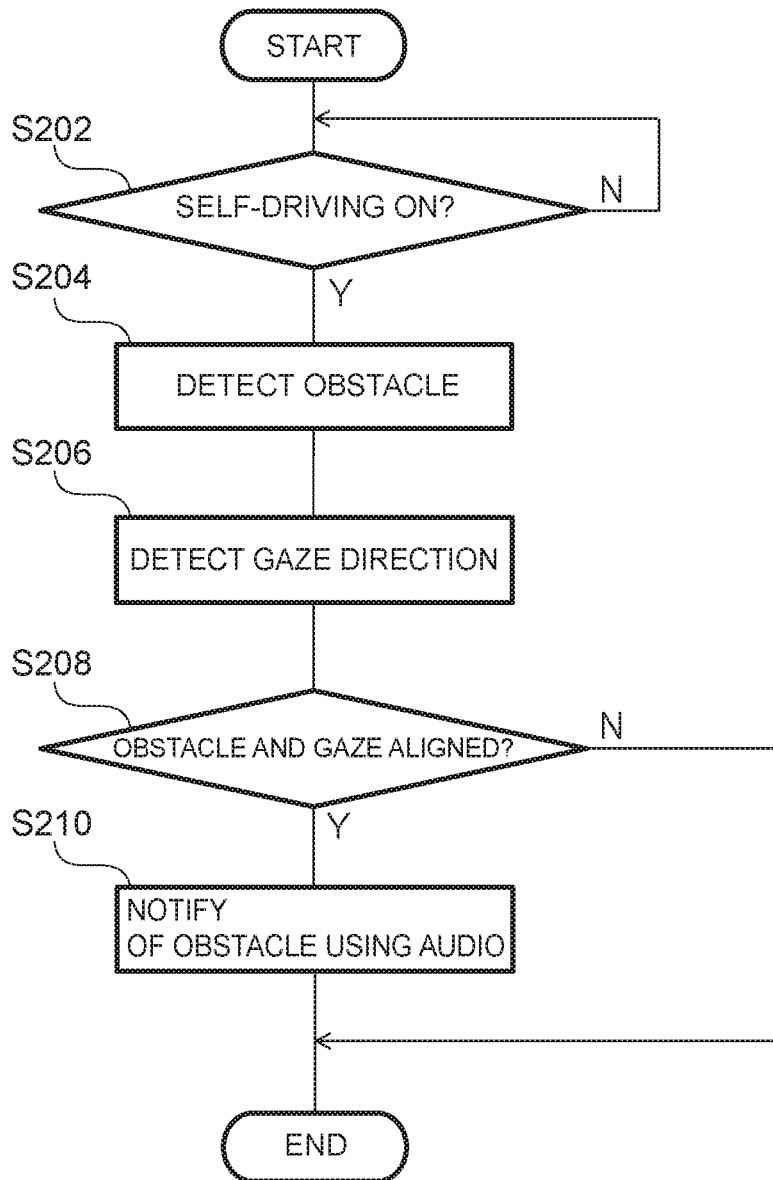 START
S202
SELF-DRIVING ON?
N
Y
S204
DETECT OBSTACLE
S206
DETECT GAZE DIRECTION
S208
OBSTACLE AND GAZE ALIGNED?
N
Y
S210
NOTIFY
OF OBSTACLE USING AUDIO
END